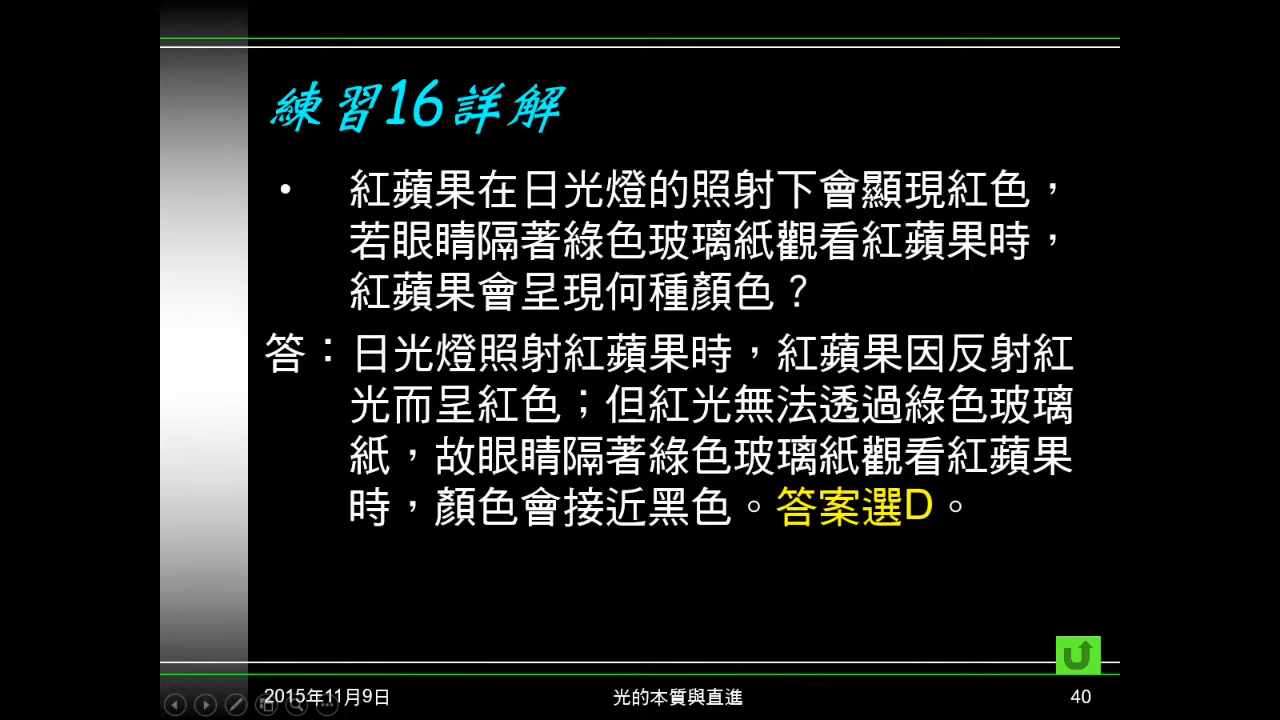 練習16詳解
• 紅蘋果在日光燈的照射下會顯現紅色，
若眼睛隔著綠色玻璃紙觀看紅蘋果時，
紅蘋果會呈現何種顏色？
答：日光燈照射紅蘋果時，紅蘋果因反射紅
光而呈紅色；但紅光無法透過綠色玻璃
紙，故眼睛隔著綠色玻璃紙觀看紅蘋果
時，顏色會接近黑色。答案選D。
2015年11月9日 光的本質與直進 40